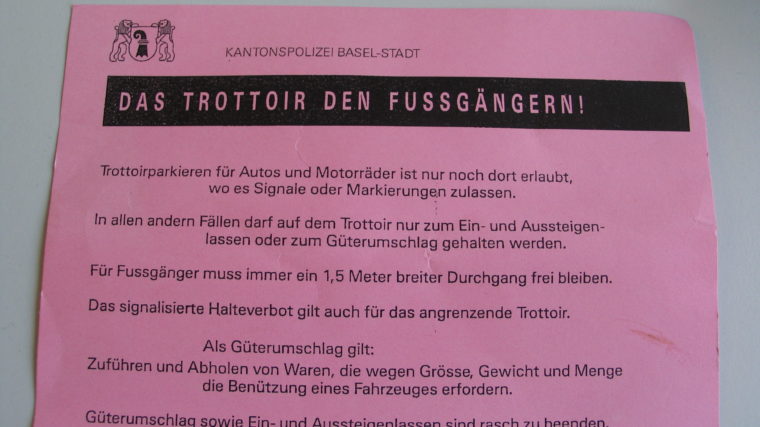 KANTONSPOLIZEI BASEL-STADT
DAS TROTTOIR DEN FUSSGÄNGERN!
Trottoirparkieren für Autos und Motorräder ist nur noch dort erlaubt,
wo es Signale oder Markierungen zulassen.
In allen andern Fällen darf auf dem Trottoir nur zum Ein- und Aussteigen-
lassen oder zum Güterumschlag gehalten werden.
Für Fussgänger muss immer ein 1,5 Meter breiter Durchgang frei bleiben.
Das signalisierte Halteverbot gilt auch für das angrenzende Trottoir.
Als Güterumschlag gilt:
Zuführen und Abholen von Waren, die wegen Grösse, Gewicht und Menge
die Benützung eines Fahrzeuges erfordern.
Güterumschlag sowie Ein- und Aussteigenlassen sind rasch zu beenden.